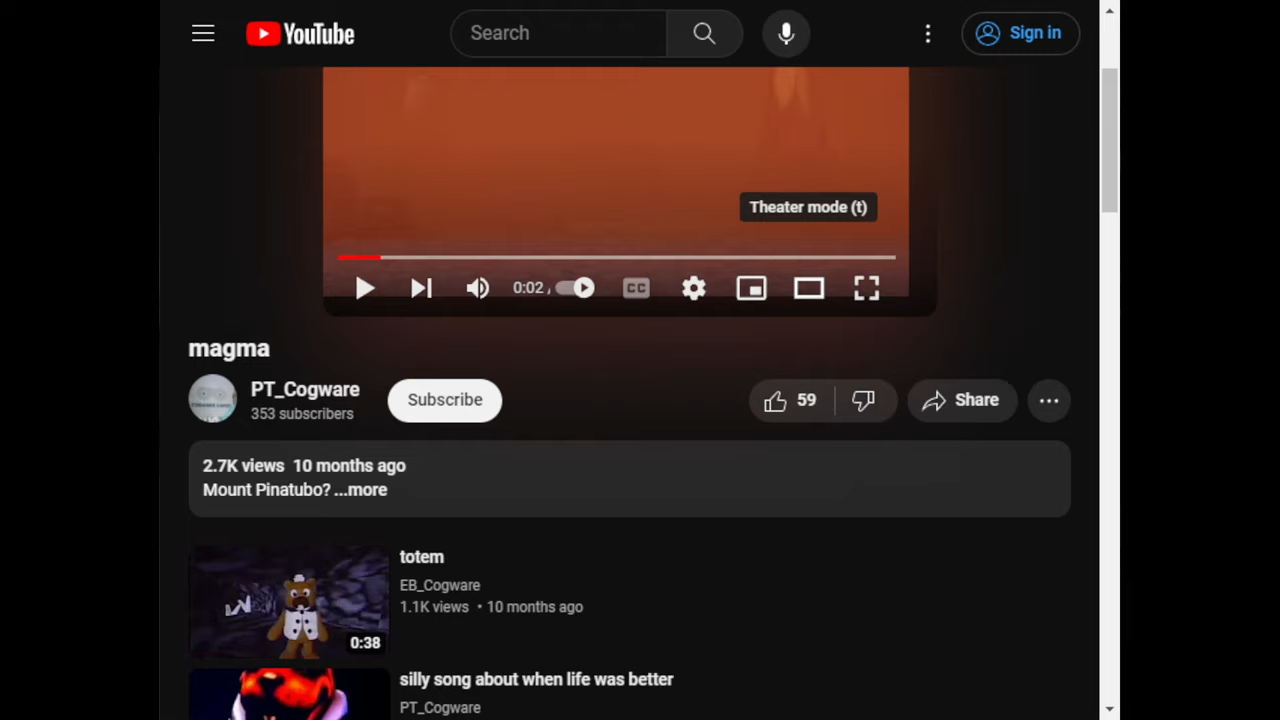 YouTube
Search
Sign in
Theater mode (t)
0:02 /
CC
magma
PT_Cogware
353 subscribers
Subscribe
59
Share
2.7K views 10 months ago
Mount Pinatubo? ...more
totem
EB_Cogware
1.1K views • 10 months ago
0:38
silly song about when life was better
PT_Cogware